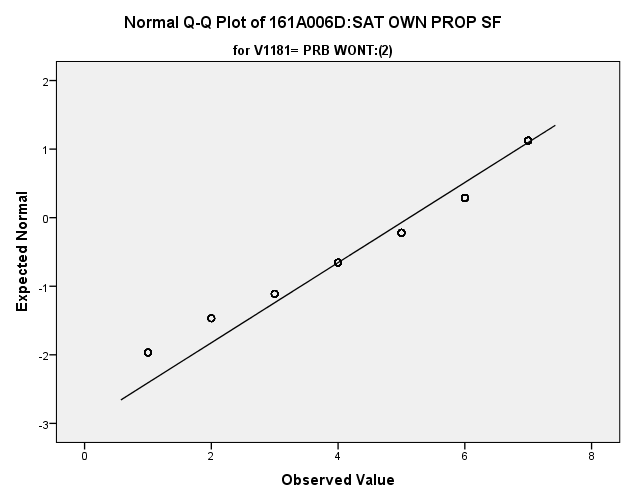 Normal Q-Q Plot of 161A006D:SAT OWN PROP SF
for V1181= PRB WONT:(2)
2
1
0
-1
-2
-3
Expected Normal
0 2 4 6 8
Observed Value